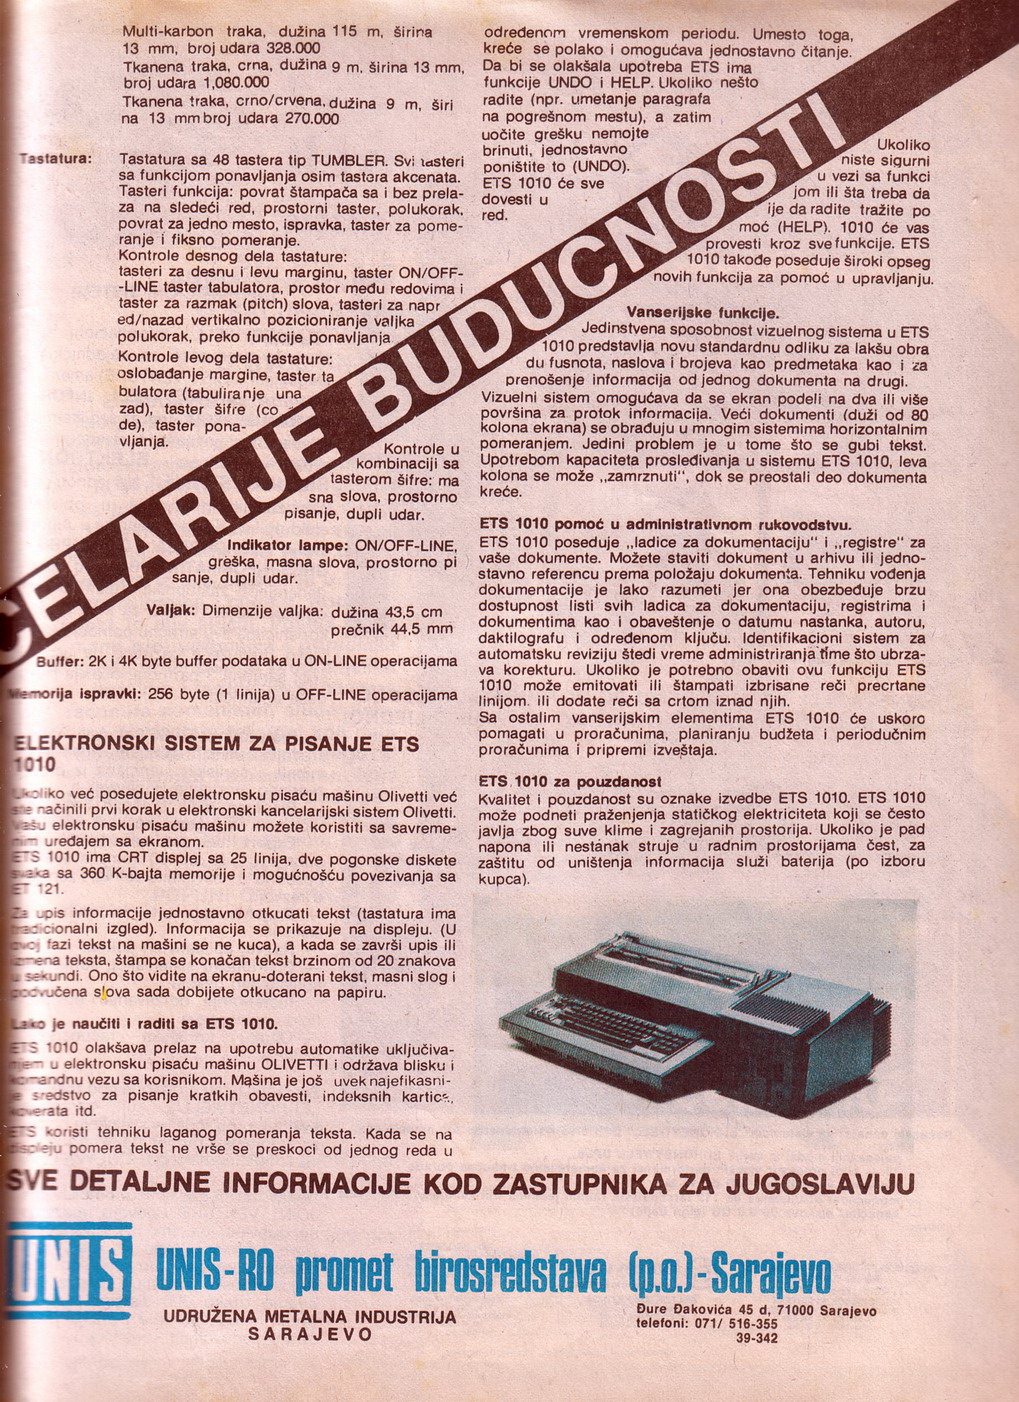 Multi-karbon traka, dužina 115 m, širina
13 mm, broj udara 328.000
Tkanena traka, crna, dužina 9 m, širina 13 mm,
broj udara 1,080.000
Tkanena traka, crno/crvena, dužina 9 m, širi
na 13 mm broj udara 270.000
Tastatura: Tastatura sa 48 tastera tip TUMBLER. Svi tasteri
sa funkcijom ponavljanja osim tastera akcenata.
Tasteri funkcija: povrat štampača sa i bez prela-
za na sledeći red, prostorni taster, polukorak,
povrat za jedno mesto, ispravka, taster za pome-
ranje i fiksno pomeranje.
Kontrole desnog dela tastature:
tasteri za desnu i levu marginu, taster ON/OFF-
-LINE taster tabulatora, prostor među redovima i
taster za razmak (pitch) slova, tasteri za napr
ed/nazad vertikalno pozicioniranje valjka
polukorak, preko funkcije ponavljanja
Kontrole levog dela tastature:
oslobađanje margine, taster ta
bulatora (tabuliranje una
zad), taster šifre (co
de), taster pona-
vljanja.
Kontrole u
kombinaciji sa
tasterom šifre: ma
sna slova, prostorno
pisanje, dupli udar.
Indikator lampe: ON/OFF-LINE,
greška, masna slova, prostorno pi
sanje, dupli udar.
Valjak: Dimenzije valjka: dužina 43,5 cm
prečnik 44,5 mm
Buffer: 2K i 4K byte buffer podataka u ON-LINE operacijama
Memorija ispravki: 256 byte (1 linija) u OFF-LINE operacijama
ELEKTRONSKI SISTEM ZA PISANJE ETS
1010
Ukoliko već posedujete elektronsku pisaću mašinu Olivetti već
ste načinili prvi korak u elektronski kancelarijski sistem Olivetti.
Vašu elektronsku pisaću mašinu možete koristiti sa savreme-
nim uređajem sa ekranom.
ETS 1010 ima CRT displej sa 25 linija, dve pogonske diskete
svaka sa 360 K-bajta memorije i mogućnošću povezivanja sa
ET 121.
Za upis informacije jednostavno otkucati tekst (tastatura ima
tradicionalni izgled). Informacija se prikazuje na displeju. (U
ovoj fazi tekst na mašini se ne kuca), a kada se završi upis ili
izmena teksta, štampa se konačan tekst brzinom od 20 znakova
u sekundi. Ono što vidite na ekranu-doterani tekst, masni slog i
podvučena slova sada dobijete otkucano na papiru.
Lako je naučiti i raditi sa ETS 1010.
ETS 1010 olakšava prelaz na upotrebu automatike uključiva-
njem u elektronsku pisaću mašinu OLIVETTI i održava blisku i
komandnu vezu sa korisnikom. Mašina je još uvek najefikasni-
je sredstvo za pisanje kratkih obavesti, indeksnih kartice,
koverata itd.
ETS koristi tehniku laganog pomeranja teksta. Kada se na
displeju pomera tekst ne vrše se preskoci od jednog reda u
određenom vremenskom periodu. Umesto toga,
kreće se polako i omogućava jednostavno čitanje.
Da bi se olakšala upotreba ETS ima
funkcije UNDO i HELP. Ukoliko nešto
radite (npr. umetanje paragrafa
na pogrešnom mestu), a zatim
uočite grešku nemojte
brinuti, jednostavno
poništite to (UNDO).
ETS 1010 će sve
dovesti u
red.
Ukoliko
niste sigurni
u vezi sa funkci
jom ili šta treba da
ije da radite tražite po
moć (HELP). 1010 će vas
provesti kroz sve funkcije. ETS
1010 takođe poseduje široki opseg
novih funkcija za pomoć u upravljanju.
CELARIJE BUDUĆNOSTI
Vanserijske funkcije.
Jedinstvena sposobnost vizuelnog sistema u ETS
1010 predstavlja novu standardnu odliku za lakšu obra
du fusnota, naslova i brojeva kao predmetaka kao i za
prenošenje informacija od jednog dokumenta na drugi.
Vizuelni sistem omogućava da se ekran podeli na dva ili više
površina za protok informacija. Veći dokumenti (duži od 80
kolona ekrana) se obrađuju u mnogim sistemima horizontalnim
pomeranjem. Jedini problem je u tome što se gubi tekst.
Upotrebom kapaciteta prosleđivanja u sistemu ETS 1010, leva
kolona se može „zamrznuti“, dok se preostali deo dokumenta
kreće.
ETS 1010 pomoć u administrativnom rukovodstvu.
ETS 1010 poseduje „ladice za dokumentaciju“ i „registre“ za
vaše dokumente. Možete staviti dokument u arhivu ili jedno-
stavno referencu prema položaju dokumenta. Tehniku vođenja
dokumentacije je lako razumeti jer ona obezbeđuje brzu
dostupnost listi svih ladica za dokumentaciju, registrima i
dokumentima kao i obaveštenje o datumu nastanka, autoru,
daktilografu i određenom ključu. Identifikacioni sistem za
automatsku reviziju štedi vreme administriranja time što ubrza-
va korekturu. Ukoliko je potrebno obaviti ovu funkciju ETS
1010 može emitovati ili štampati izbrisane reči precrtane
linijom. ili dodate reči sa crtom iznad njih.
Sa ostalim vanserijskim elementima ETS 1010 će uskoro
pomagati u proračunima, planiranju budžeta i periodučnim
proračunima i pripremi izveštaja.
ETS 1010 za pouzdanost
Kvalitet i pouzdanost su oznake izvedbe ETS 1010. ETS 1010
može podneti praženjenja statičkog elektriciteta koji se često
javlja zbog suve klime i zagrejanih prostorija. Ukoliko je pad
napona ili nestanak struje u radnim prostorijama čest, za
zaštitu od uništenja informacija služi baterija (po izboru
kupca).
SVE DETALJNE INFORMACIJE KOD ZASTUPNIKA ZA JUGOSLAVIJU
UNIS
UNIS-RO promet birosredstava (p.o.)-Sarajevo
UDRUŽENA METALNA INDUSTRIJA
SARAJEVO
Đure Đakovića 45 d, 71000 Sarajevo
telefoni: 071/ 516-355
39-342